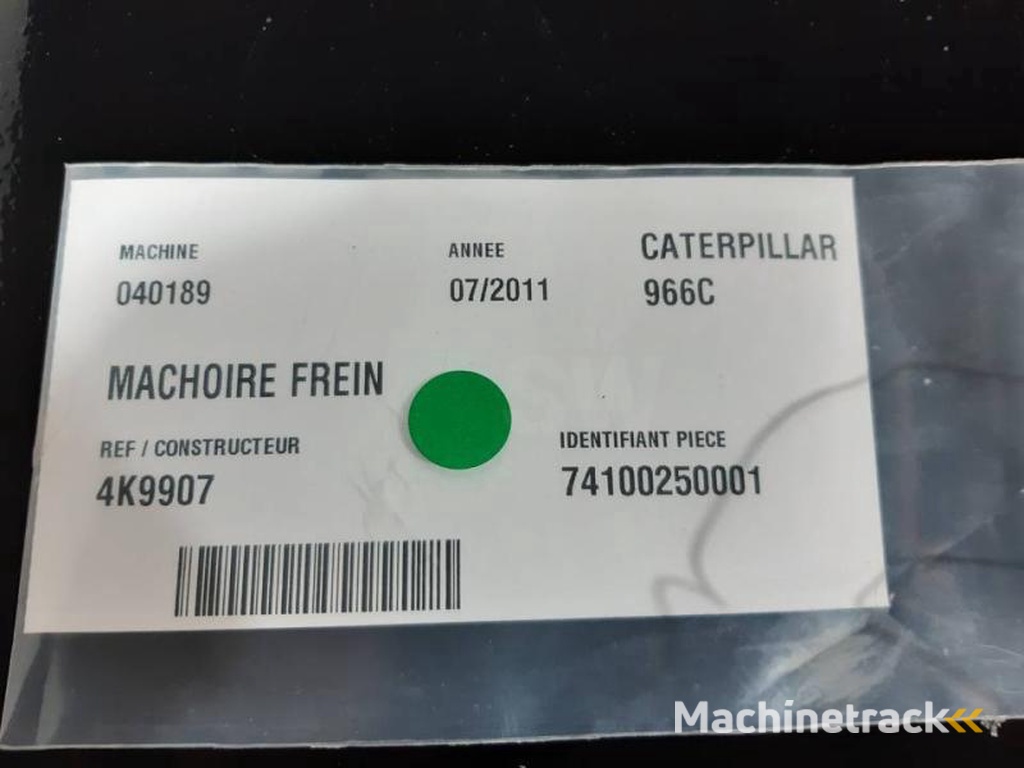 MACHINE
040189
ANNEE
07/2011
CATERPILLAR
966C
MACHOIRE FREIN
REF / CONSTRUCTEUR
4K9907
IDENTIFIANT PIECE
74100250001
Machinetrack